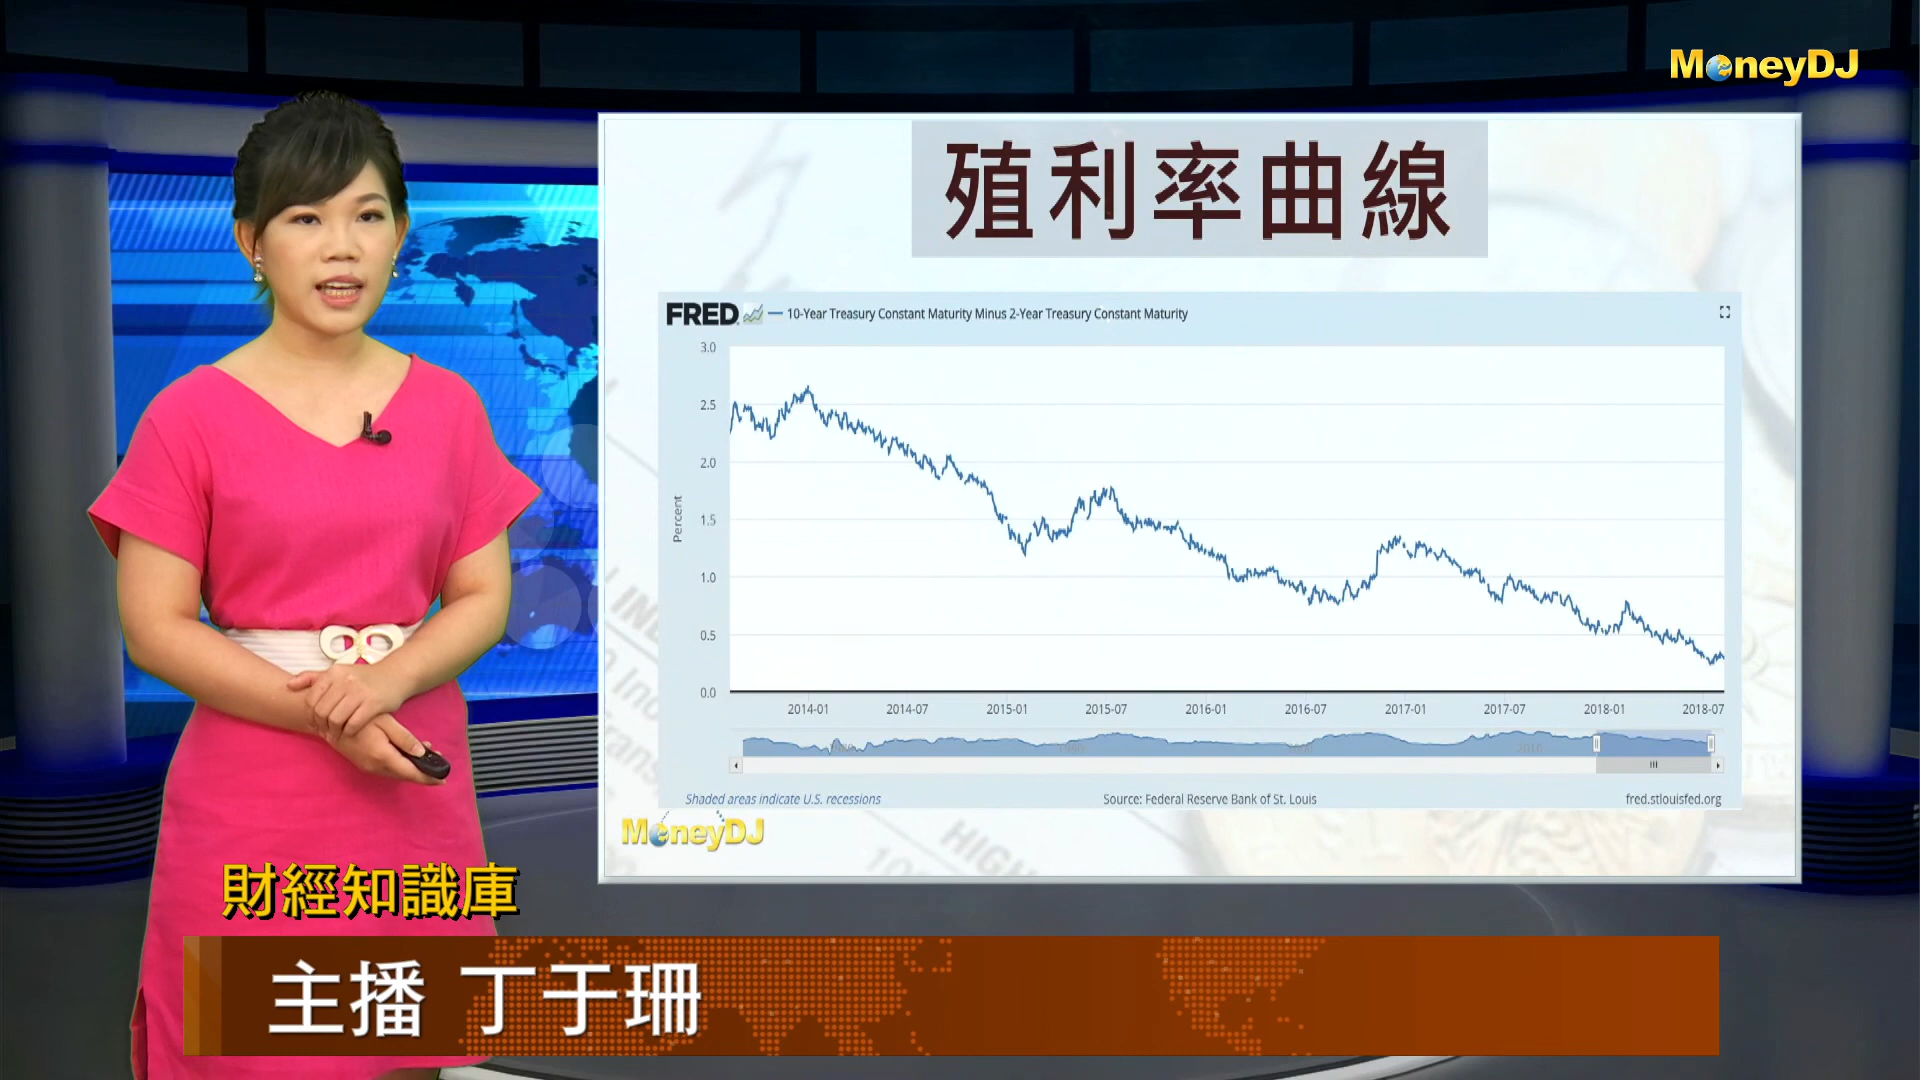 MoneyDJ
殖利率曲線
FRED 10-Year Treasury Constant Maturity Minus 2-Year Treasury Constant Maturity
3.0
2.5
2.0
1.5
1.0
0.5
0.0
Percent
2014-01 2014-07 2015-01 2015-07 2016-01 2016-07 2017-01 2017-07 2018-01 2018-07
Shaded areas indicate U.S. recessions
Source: Federal Reserve Bank of St. Louis
fred.stlouisfed.org
MoneyDJ
HIGH
財經知識庫
主播 丁于珊